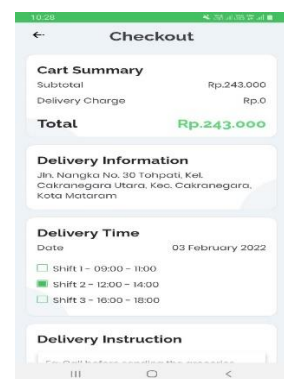 10:28
Checkout
Cart Summary
Subtotal Rp.243.000
Delivery Charge Rp.0
Total Rp.243.000
Delivery Information
Jln. Nangka No. 30 Tohpati, Kel.
Cakranegara Utara, Kec. Cakranegara,
Kota Mataram
Delivery Time
Date 03 February 2022
Shift 1 - 09:00 - 11:00
Shift 2 - 12:00 - 14:00
Shift 3 - 16:00 - 18:00
Delivery Instruction